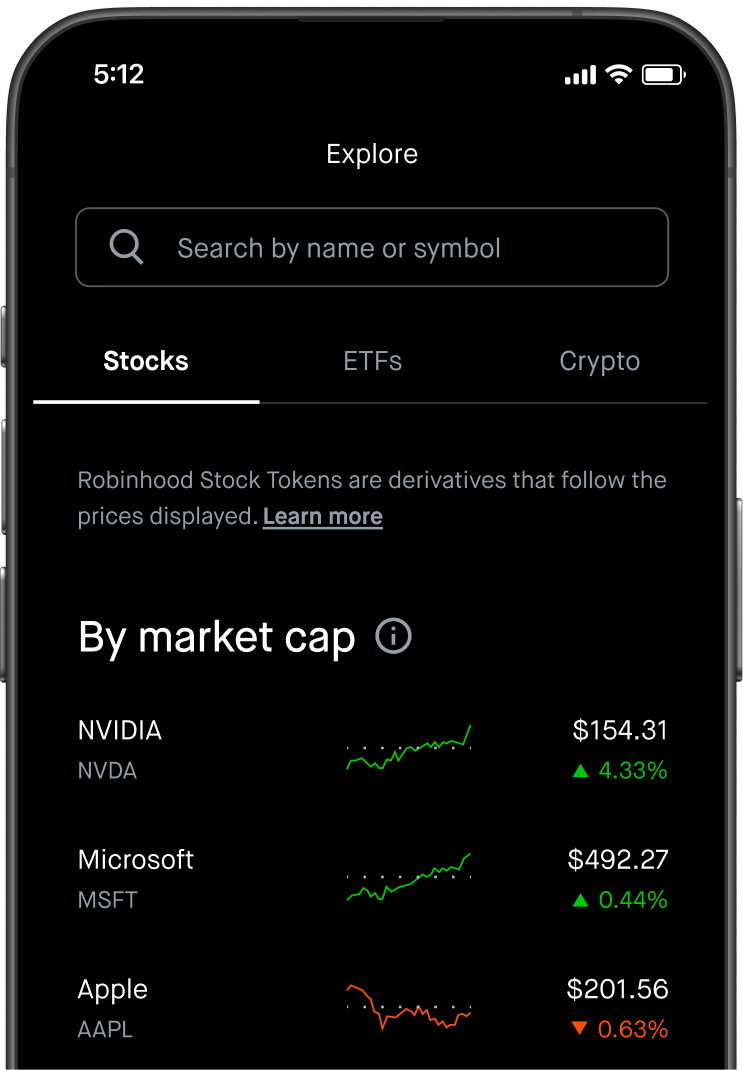 5:12
Explore
Search by name or symbol
Stocks ETFs Crypto
Robinhood Stock Tokens are derivatives that follow the
prices displayed. Learn more
By market cap
NVIDIA $154.31
NVDA ▲ 4.33%
Microsoft $492.27
MSFT ▲ 0.44%
Apple $201.56
AAPL ▼ 0.63%